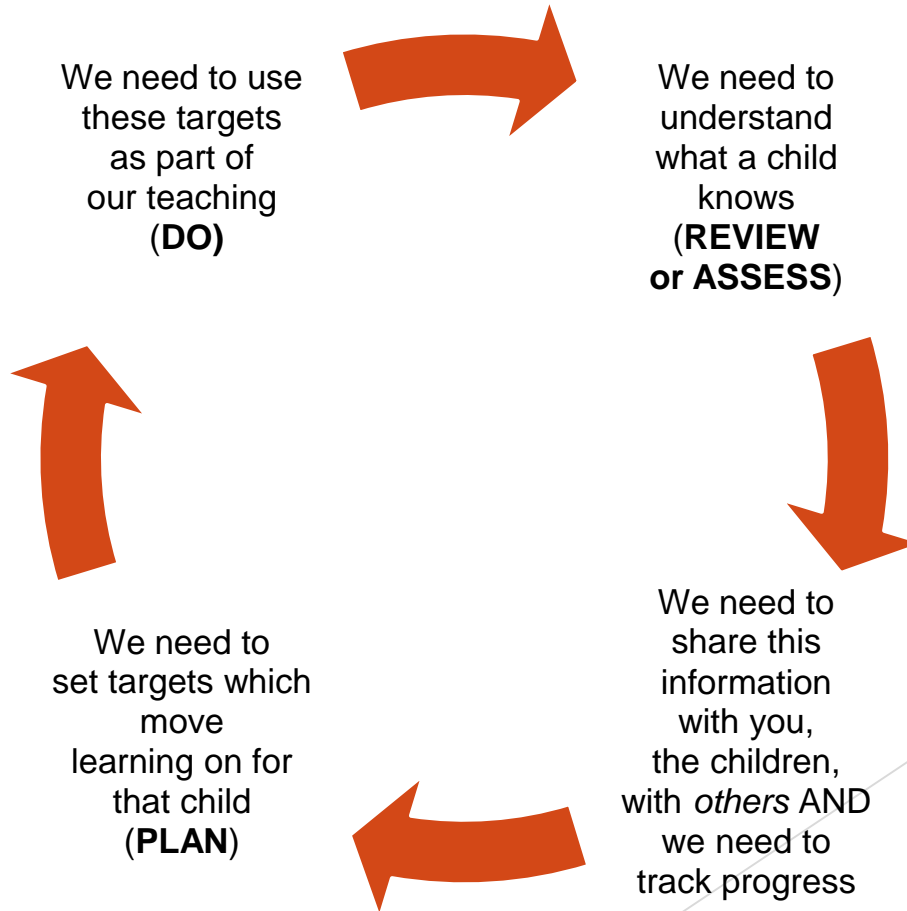 We need to use
these targets
as part of
our teaching
(DO)
We need to
understand
what a child
knows
(REVIEW
or ASSESS)
We need to
share this
information
with you,
the children,
with others AND
we need to
track progress
We need to
set targets which
move
learning on for
that child
(PLAN)